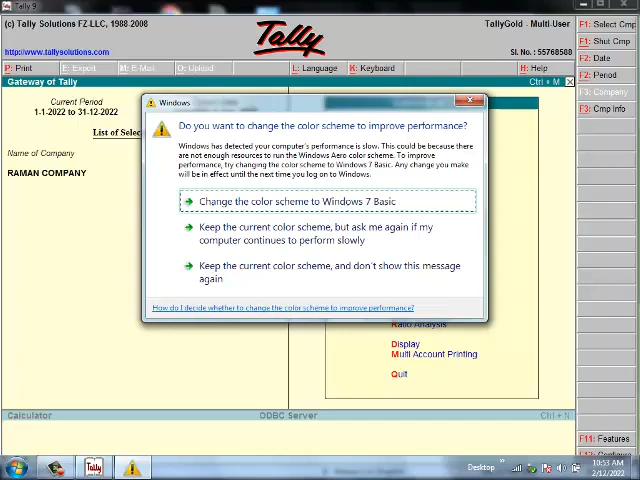 Tally 9
(c) Tally Solutions FZ-LLC, 1988-2008
http://www.tallysolutions.com
Tally
TallyGold - Multi-User
Sl. No. : 55768588
P: Print
E: Export
M: E-Mail
O: Upload
L: Language
K: Keyboard
H: Help
Gateway of Tally
Ctrl + M
Current Period
1-1-2022 to 31-12-2022
List of Selec
Name of Company
RAMAN COMPANY
Windows
Do you want to change the color scheme to improve performance?
Windows has detected your computer's performance is slow. This could be because
there are not enough resources to run the Windows Aero color scheme. To improve
performance, try changing the color scheme to Windows 7 Basic. Any change you make
will be in effect until the next time you log on to Windows.
Change the color scheme to Windows 7 Basic
Keep the current color scheme, but ask me again if my
computer continues to perform slowly
Keep the current color scheme, and don't show this message
again
How do I decide whether to change the color scheme to improve performance?
Ratio Analysis
Display
Multi Account Printing
Quit
F1: Select Cmp
F1: Shut Cmp
F2: Date
F2: Period
F3: Company
F3: Cmp Info
F11: Features
Calculator
ODBC Server
Ctrl + N
Tally
Desktop
10:53 AM
2/12/2022